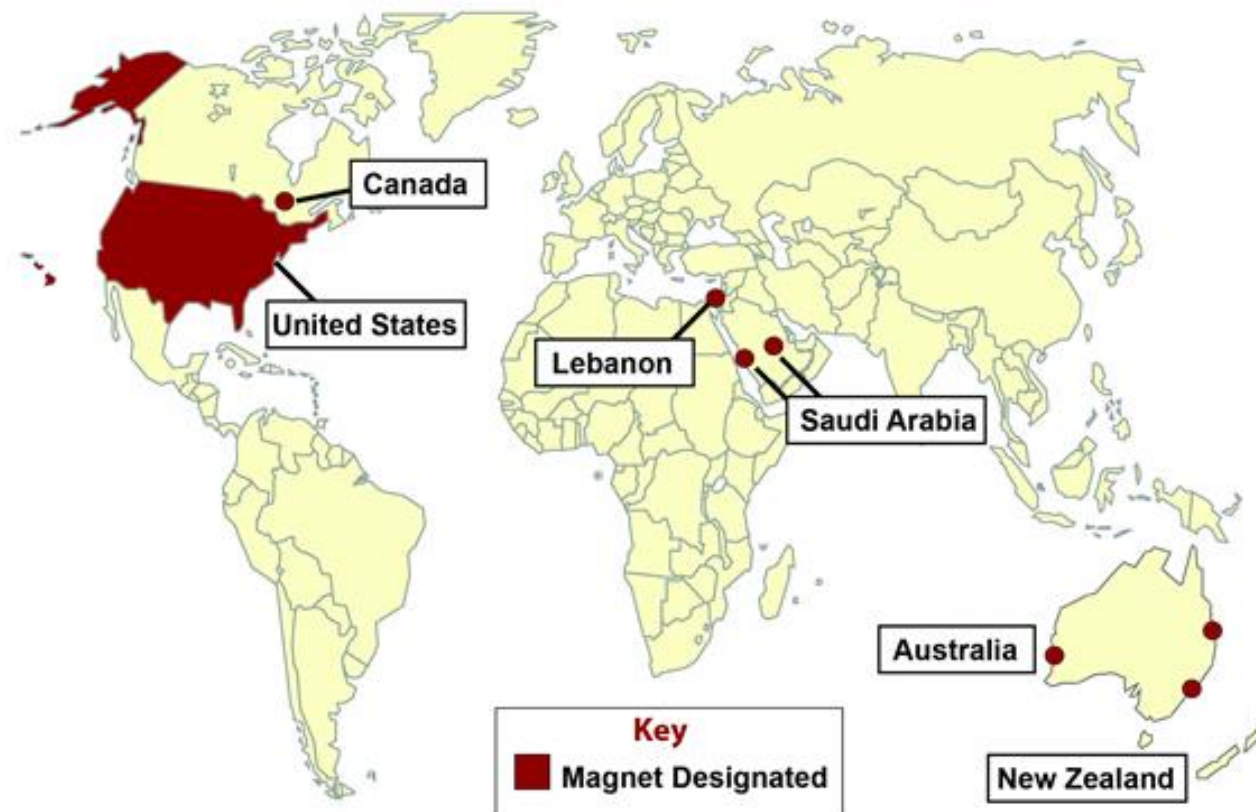 Canada
United States
Lebanon
Saudi Arabia
Australia
Key
Magnet Designated
New Zealand